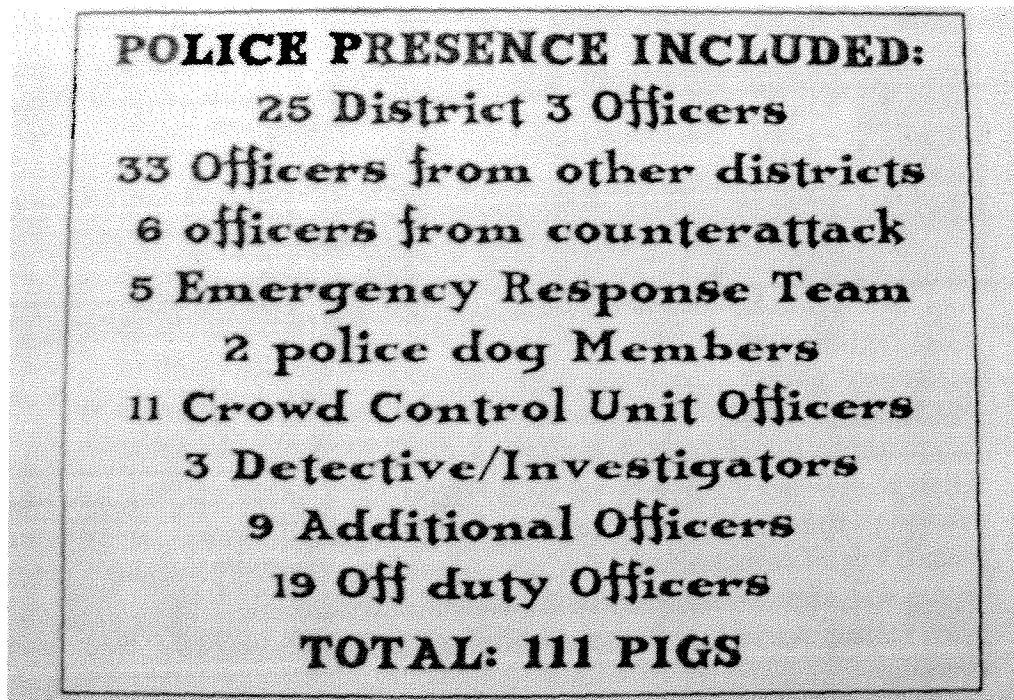 POLICE PRESENCE INCLUDED:
25 District 3 Officers
33 Officers from other districts
6 officers from counterattack
5 Emergency Response Team
2 police dog Members
11 Crowd Control Unit Officers
3 Detective/Investigators
9 Additional Officers
19 Off duty Officers
TOTAL: 111 PIGS